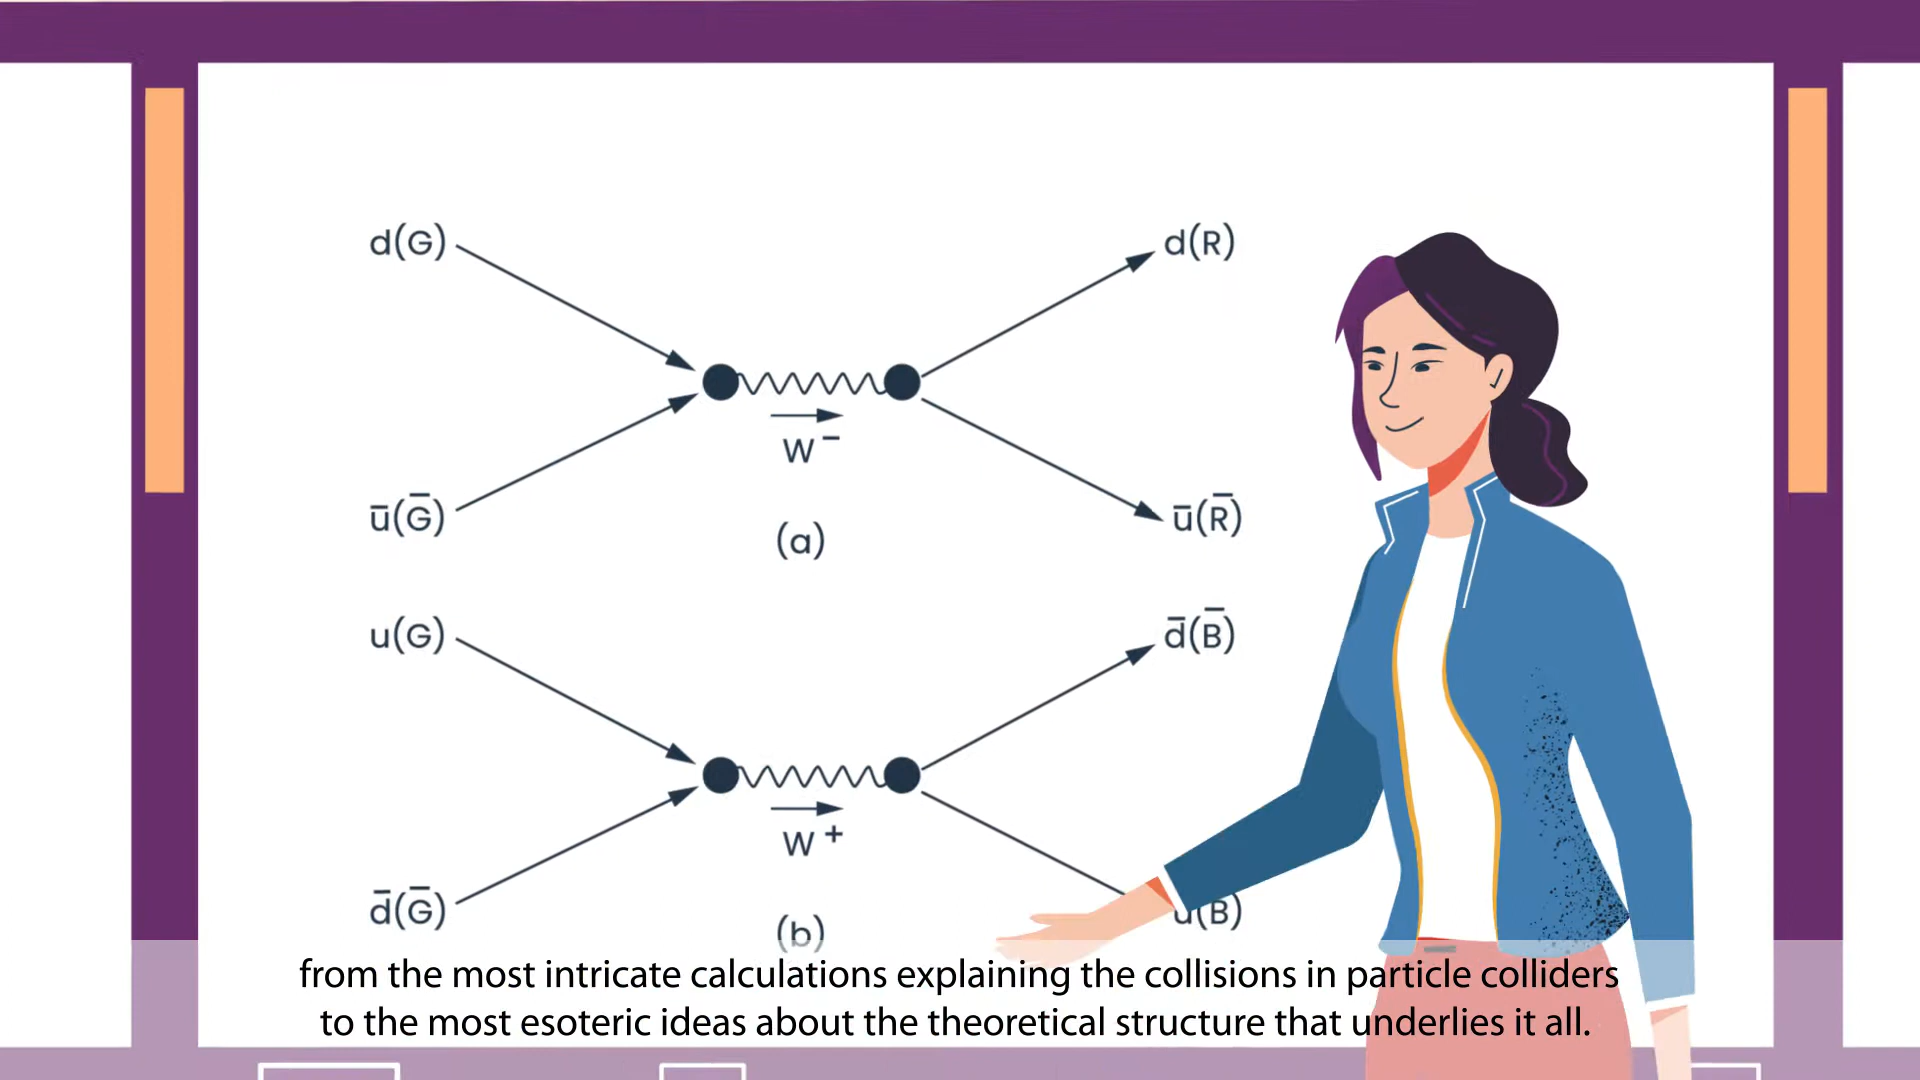 d(G) d(R)
W⁻
ū(Ḡ) ū(R̄)
(a)
u(G) d̄(B̄)
W⁺
d̄(Ḡ) u(B)
(b)
from the most intricate calculations explaining the collisions in particle colliders
to the most esoteric ideas about the theoretical structure that underlies it all.